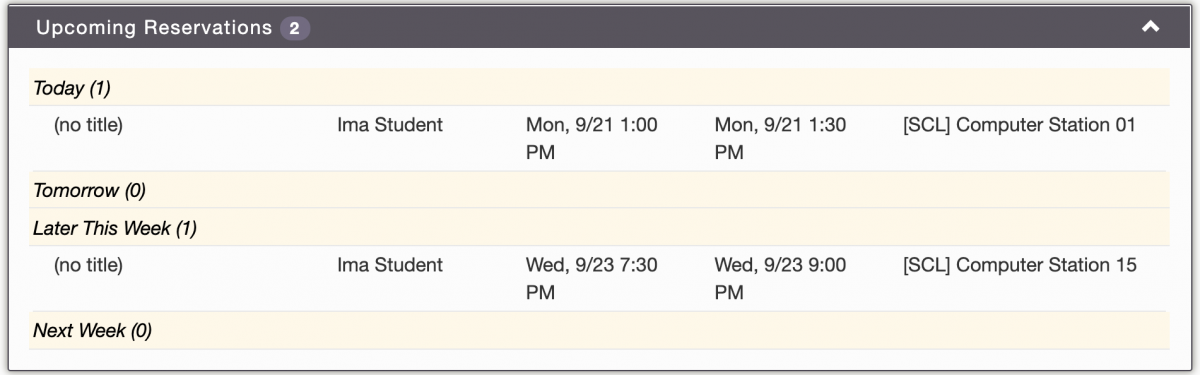 Upcoming Reservations 2
Today (1)
(no title) Ima Student Mon, 9/21 1:00 PM Mon, 9/21 1:30 PM [SCL] Computer Station 01
Tomorrow (0)
Later This Week (1)
(no title) Ima Student Wed, 9/23 7:30 PM Wed, 9/23 9:00 PM [SCL] Computer Station 15
Next Week (0)